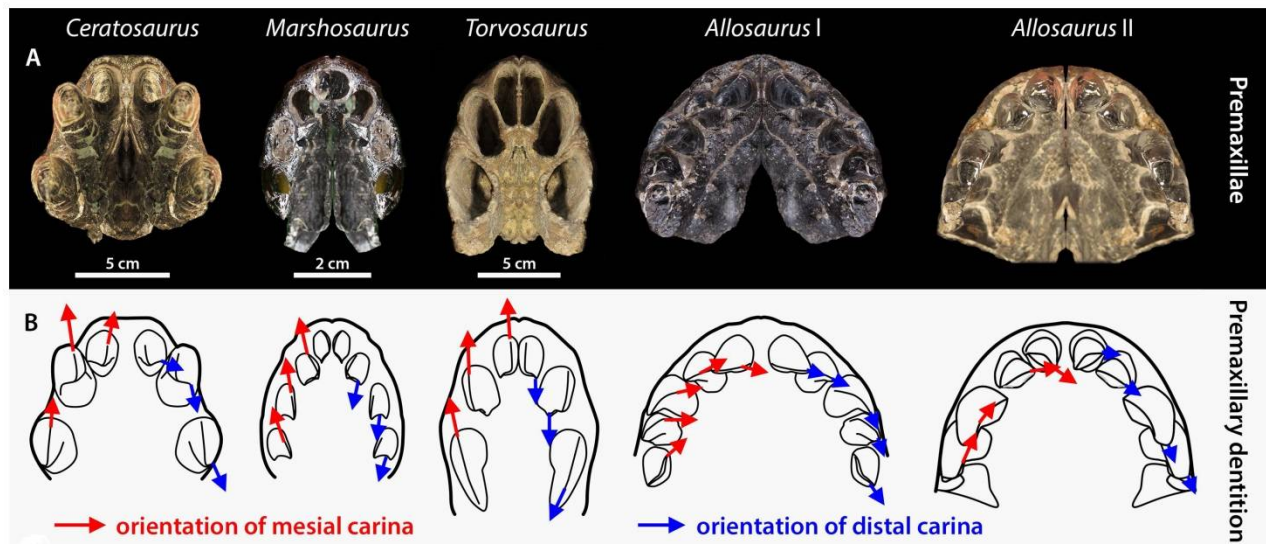 Ceratosaurus Marshosaurus Torvosaurus Allosaurus I Allosaurus II
A
Premaxillae
5 cm 2 cm 5 cm
B
Premaxillary dentition
orientation of mesial carina orientation of distal carina